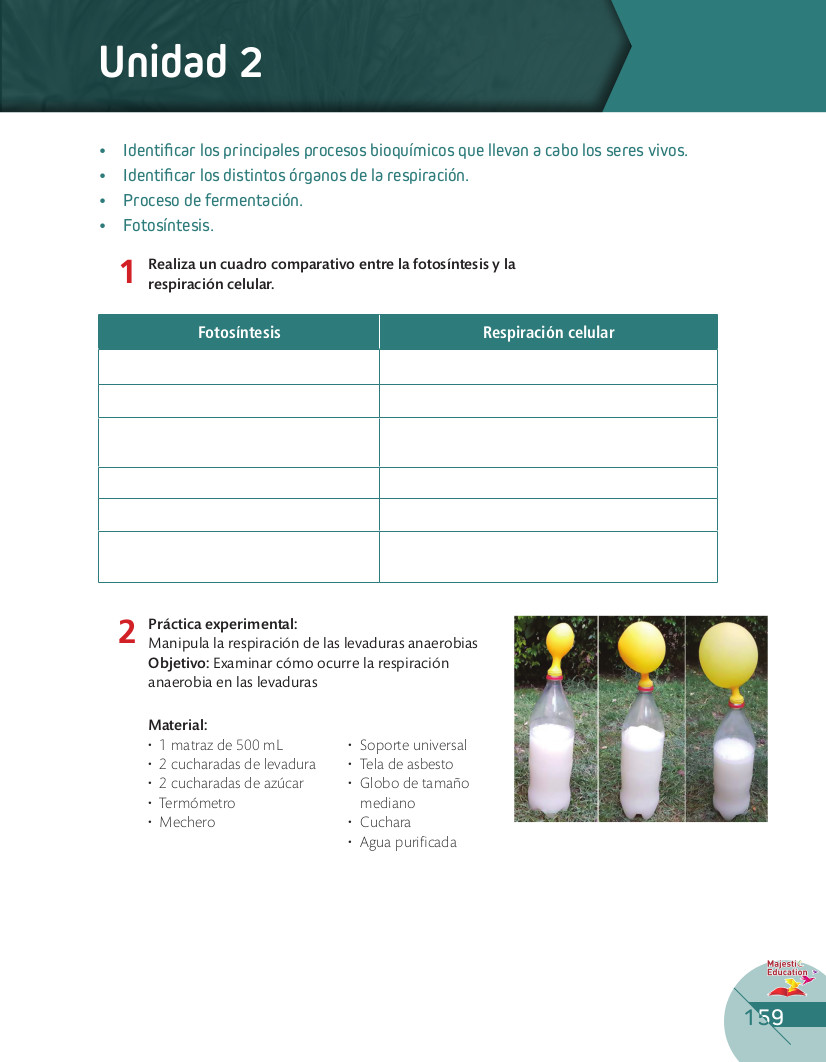 Unidad 2
• Identificar los principales procesos bioquímicos que llevan a cabo los seres vivos.
• Identificar los distintos órganos de la respiración.
• Proceso de fermentación.
• Fotosíntesis.
1 Realiza un cuadro comparativo entre la fotosíntesis y la
respiración celular.
Fotosíntesis Respiración celular
2 Práctica experimental:
Manipula la respiración de las levaduras anaerobias
Objetivo: Examinar cómo ocurre la respiración
anaerobia en las levaduras
Material:
• 1 matraz de 500 mL
• 2 cucharadas de levadura
• 2 cucharadas de azúcar
• Termómetro
• Mechero
• Soporte universal
• Tela de asbesto
• Globo de tamaño
mediano
• Cuchara
• Agua purificada
Majestic
Education
159